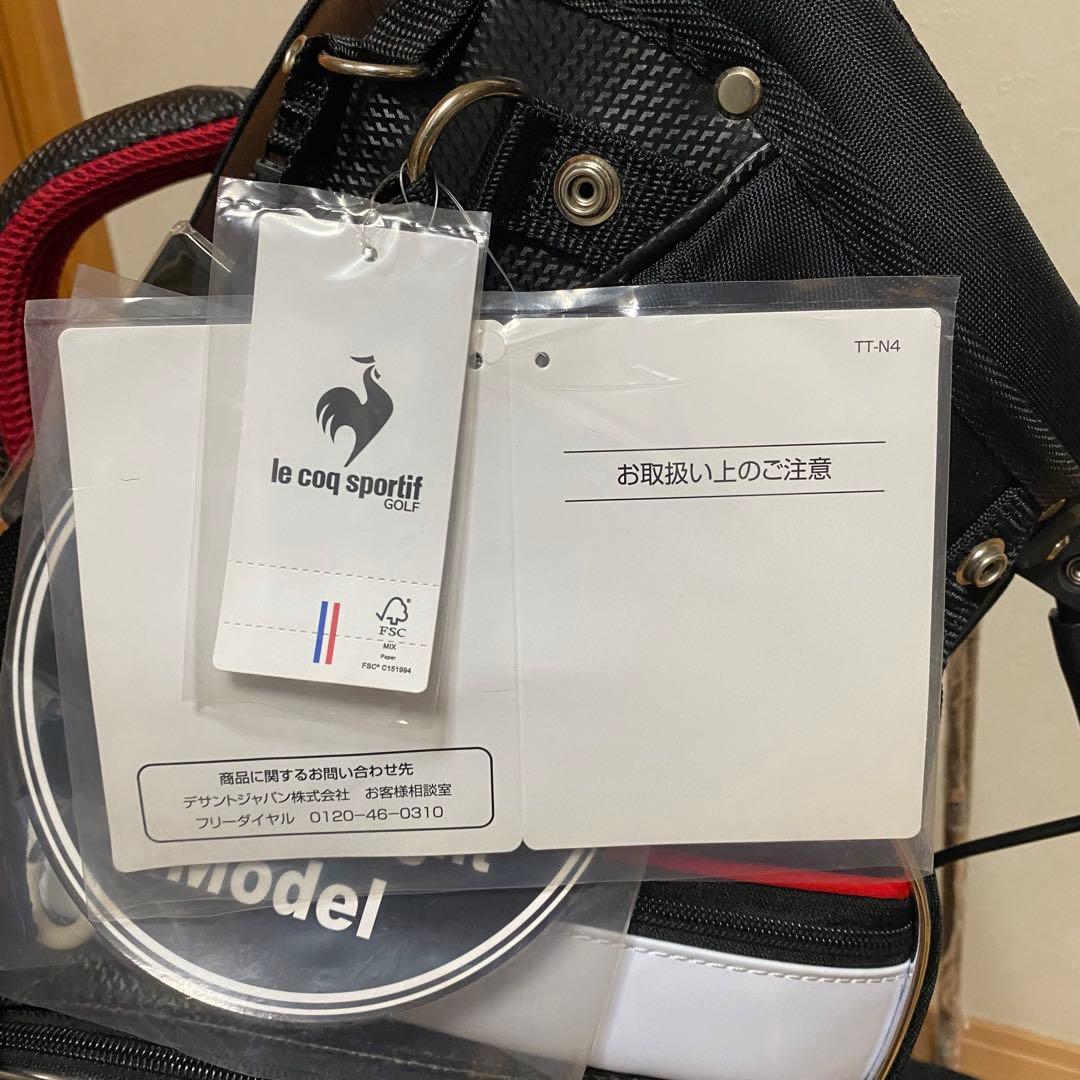 le coq sportif
GOLF
FSC
MIX
Paper
FSC® C151994
TT-N4
お取扱い上のご注意
商品に関するお問い合わせ先
デサントジャパン株式会社 お客様相談室
フリーダイヤル 0120-46-0310
Model